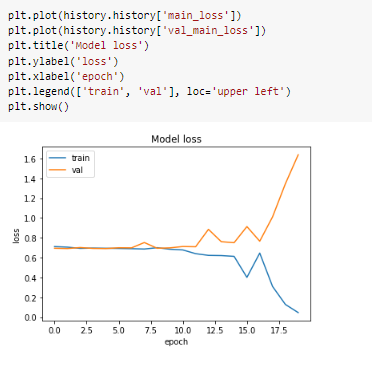 plt.plot(history.history['main_loss'])
plt.plot(history.history['val_main_loss'])
plt.title('Model loss')
plt.ylabel('loss')
plt.xlabel('epoch')
plt.legend(['train', 'val'], loc='upper left')
plt.show()
Model loss
train
val
1.6
1.4
1.2
1.0
0.8
0.6
0.4
0.2
0.0
loss
0.0 2.5 5.0 7.5 10.0 12.5 15.0 17.5
epoch